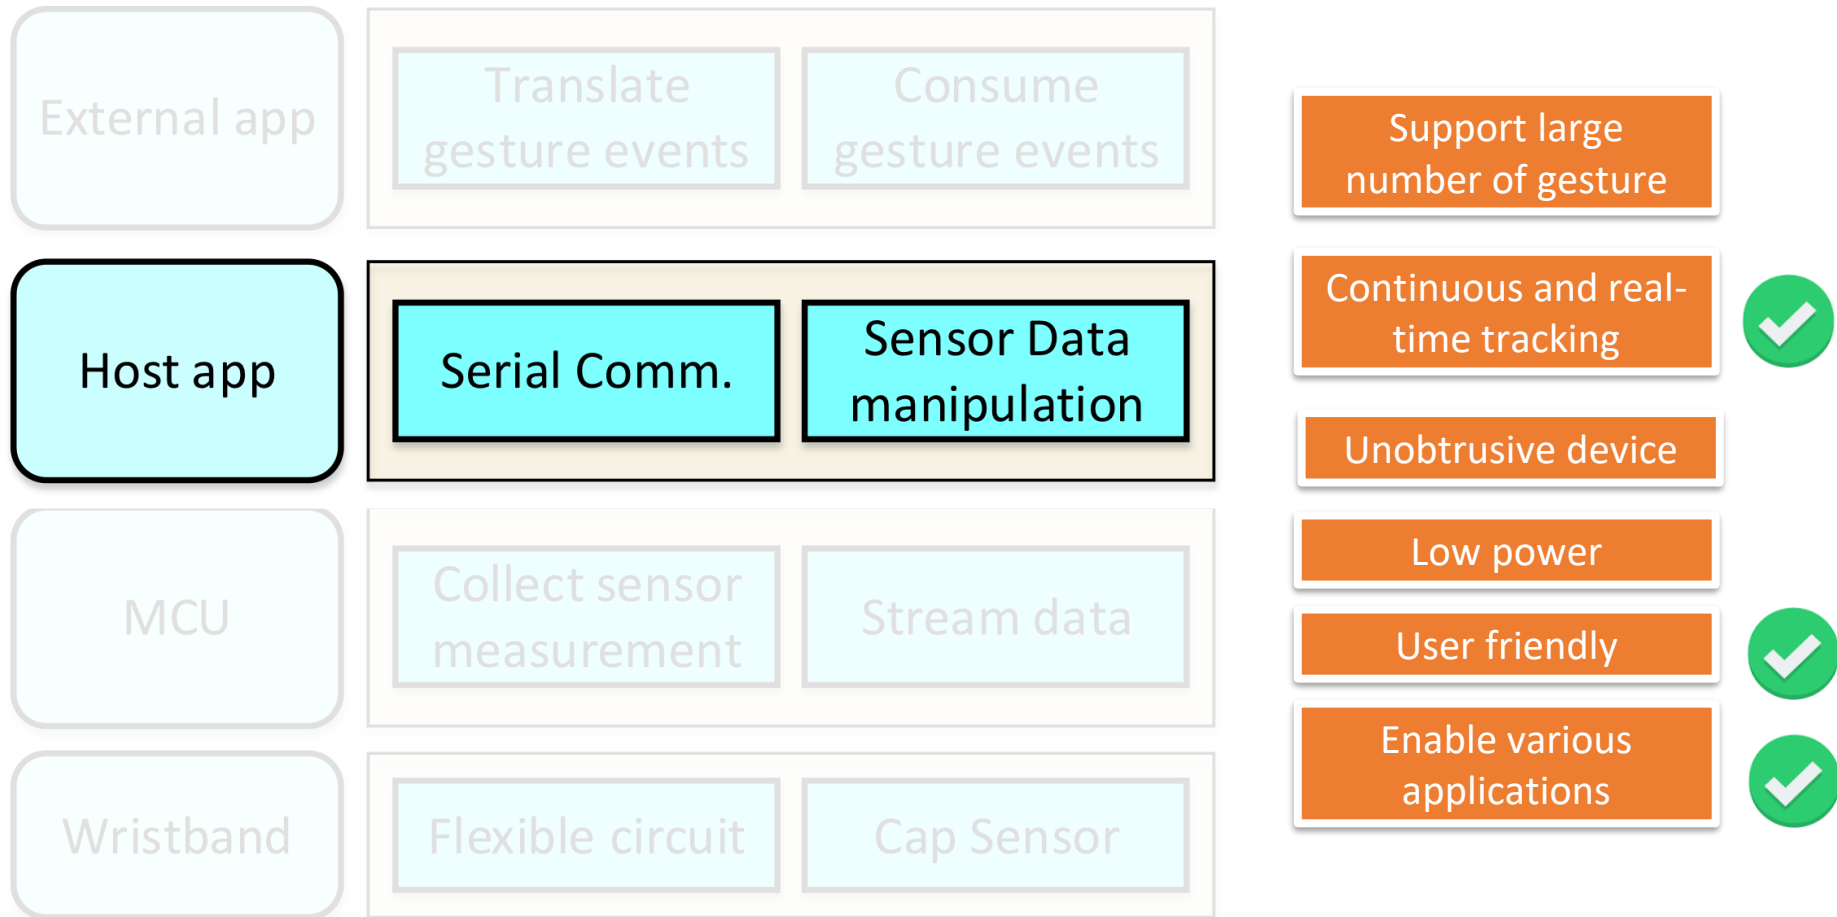 External app
Translate
gesture events
Consume
gesture events
Host app
Serial Comm.
Sensor Data
manipulation
MCU
Collect sensor
measurement
Stream data
Wristband
Flexible circuit
Cap Sensor
Support large
number of gesture
Continuous and real-
time tracking
Unobtrusive device
Low power
User friendly
Enable various
applications